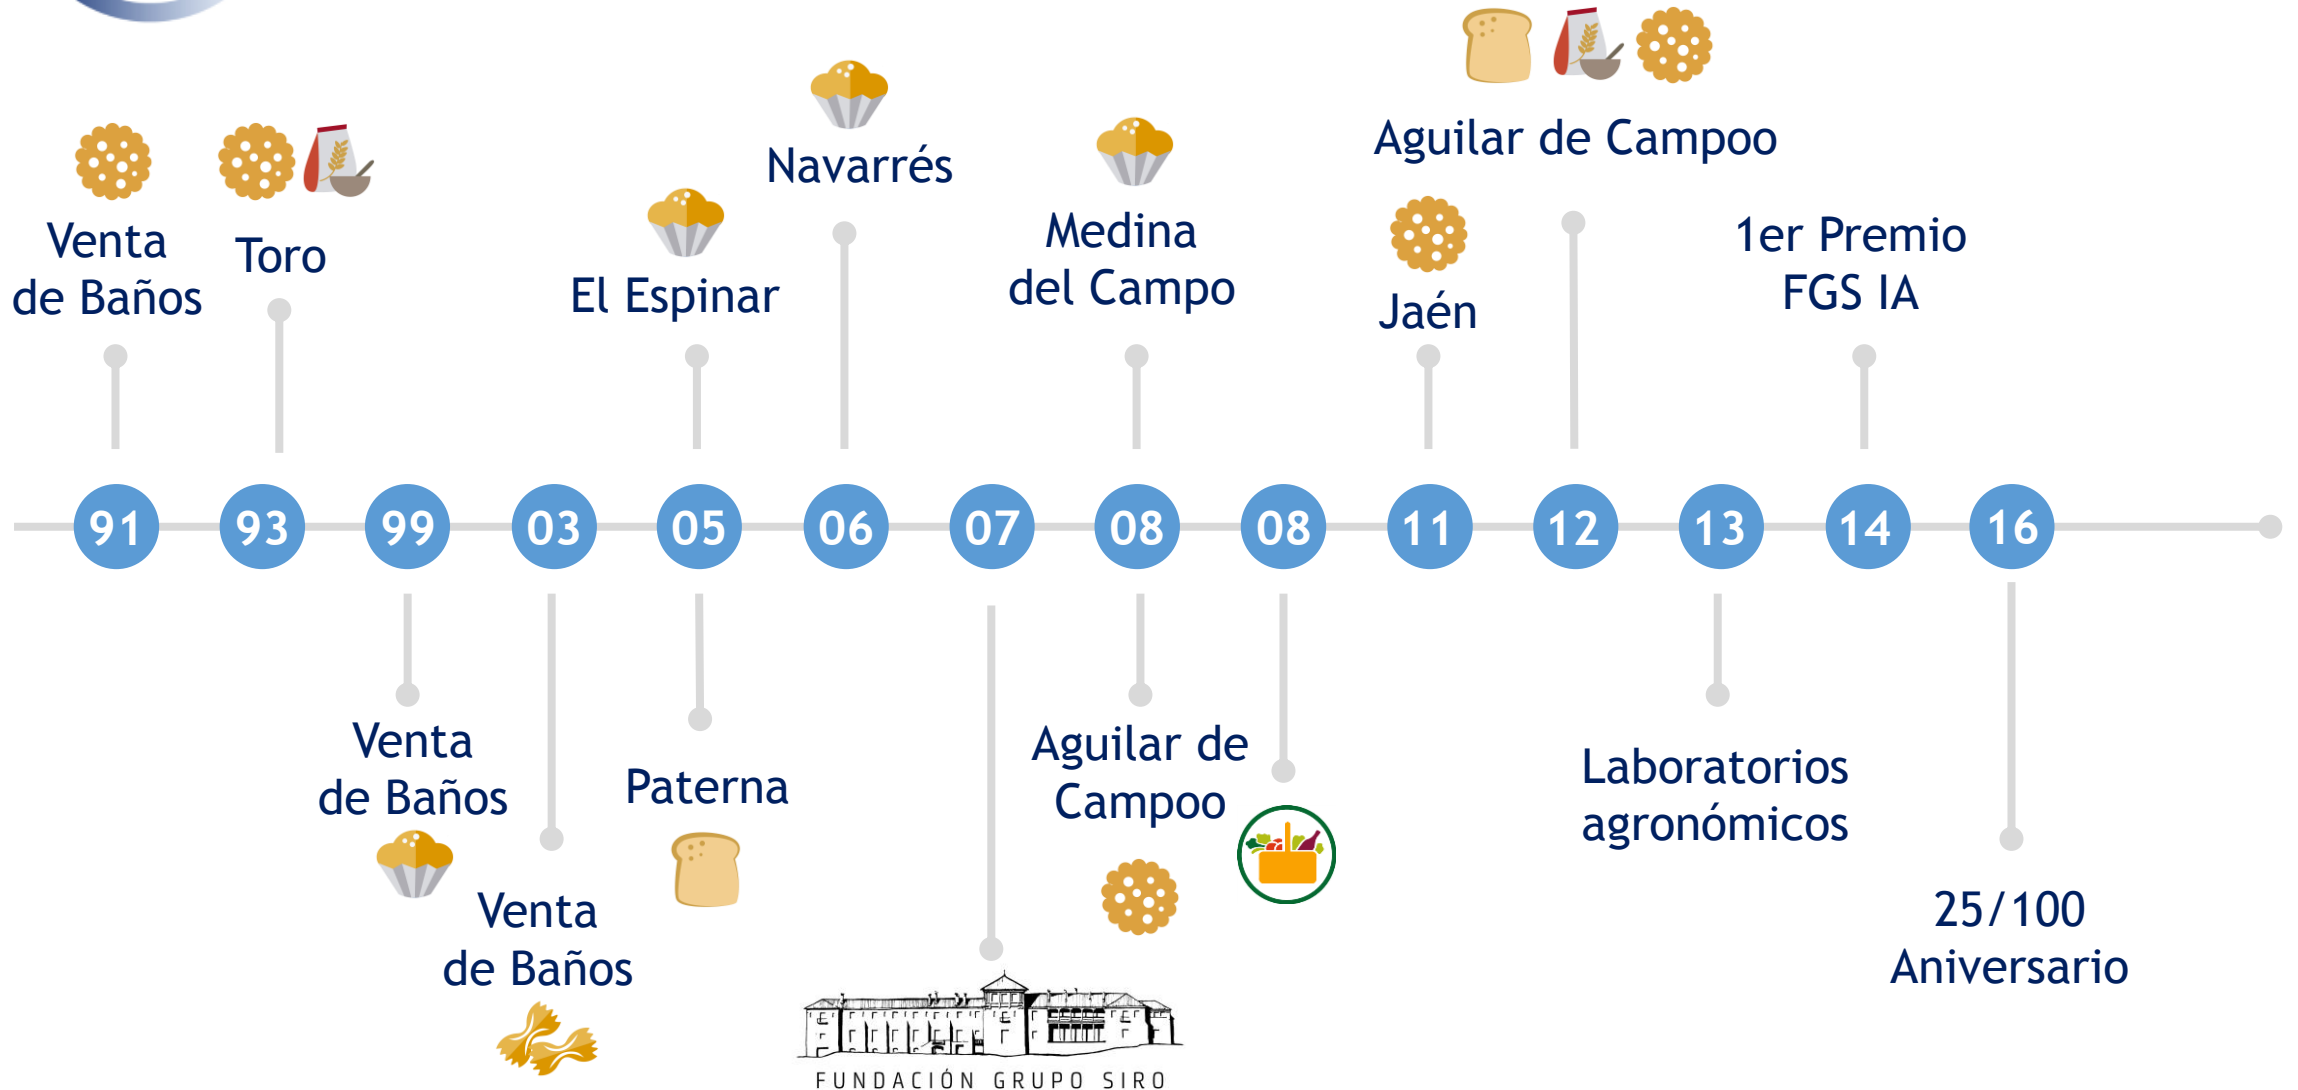 Aguilar de Campoo
Navarrés
Venta
de Baños
Toro
El Espinar
Medina
del Campo
Jaén
1er Premio
FGS IA
91
93
99
03
05
06
07
08
08
11
12
13
14
16
Venta
de Baños
Venta
de Baños
Paterna
FUNDACIÓN GRUPO SIRO
Aguilar de
Campoo
Laboratorios
agronómicos
25/100
Aniversario